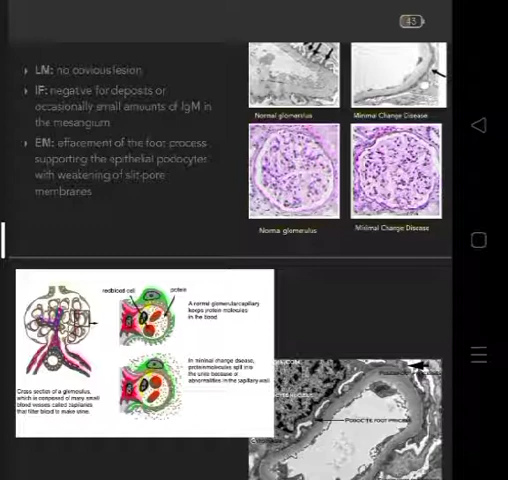 43
LM: no obvious lesion
IF: negative for deposits or
occasionally small amounts of IgM in
the mesangium
EM: effacement of the foot process
supporting the epithelial podocytes
with weakening of slit-pore
membranes
Normal glomerulus
Minimal Change Disease
Normal glomerulus
Minimal Change Disease
red blood cell
protein
A normal glomerular capillary
keeps protein molecules
in the blood
In minimal change disease,
protein molecules spill into
the urine because of
abnormalities in the capillary wall.
Cross section of a glomerulus,
which is composed of many small
blood vessels called capillaries
that filter blood to make urine.
PODOCYTE FOOT PROCESS